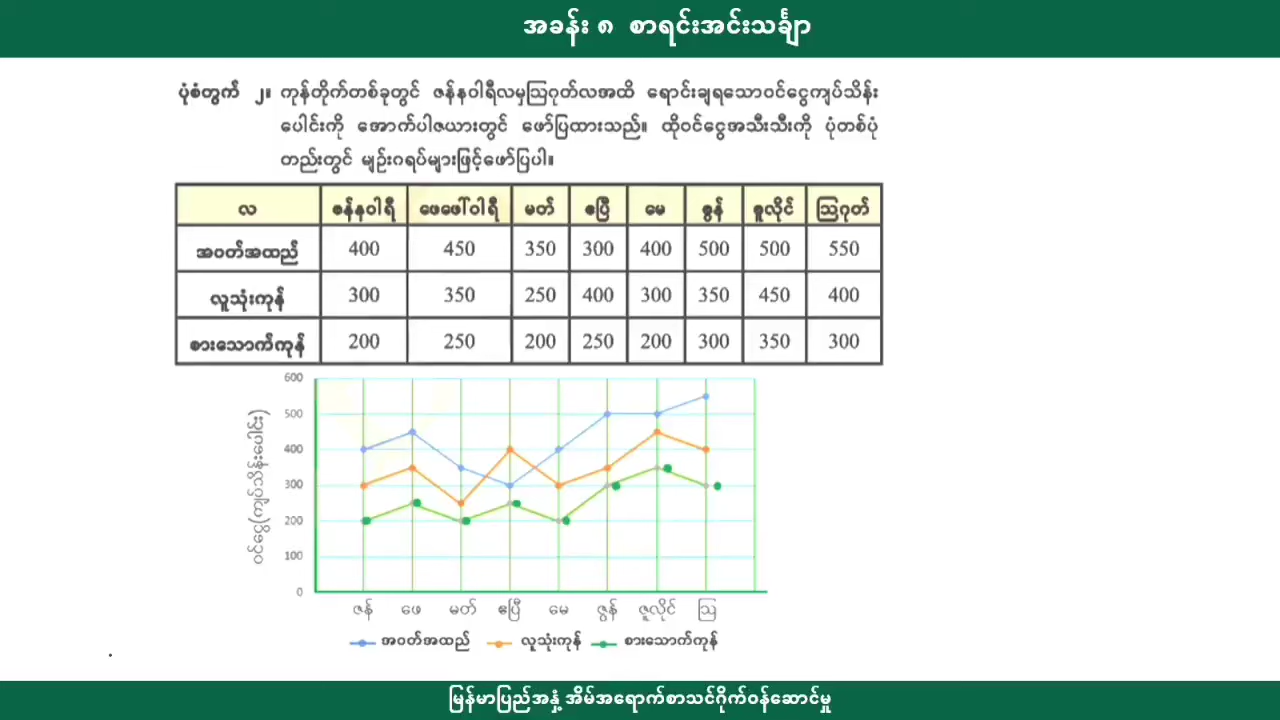 အခန်း ၈ စာရင်းအင်းသင်္ချာ
ပုံစံတွက် ၂။ ကုန်တိုက်တစ်ခုတွင် ဇန်နဝါရီလမှဩဂုတ်လအထိ ရောင်းချရသောဝင်ငွေကျပ်သိန်း
ပေါင်းကို အောက်ပါဇယားတွင် ဖော်ပြထားသည်။ ထိုဝင်ငွေအသီးသီးကို ပုံတစ်ပုံ
တည်းတွင် မျဉ်းဂရပ်များဖြင့်ဖော်ပြပါ။
လ ဇန်နဝါရီ ဖေဖော်ဝါရီ မတ် ဧပြီ မေ ဇွန် ဇူလိုင် ဩဂုတ်
အဝတ်အထည် 400 450 350 300 400 500 500 550
လူသုံးကုန် 300 350 250 400 300 350 450 400
စားသောက်ကုန် 200 250 200 250 200 300 350 300
600
500
400
300
200
100
0
ဝင်ငွေ(ကျပ်သိန်းပေါင်း)
ဇန် ဖေ မတ် ဧပြီ မေ ဇွန် ဇူလိုင် ဩ
အဝတ်အထည် လူသုံးကုန် စားသောက်ကုန်
မြန်မာပြည်အနှံ့ အိမ်အရောက်စာသင်ဂိုက်ဝန်ဆောင်မှု